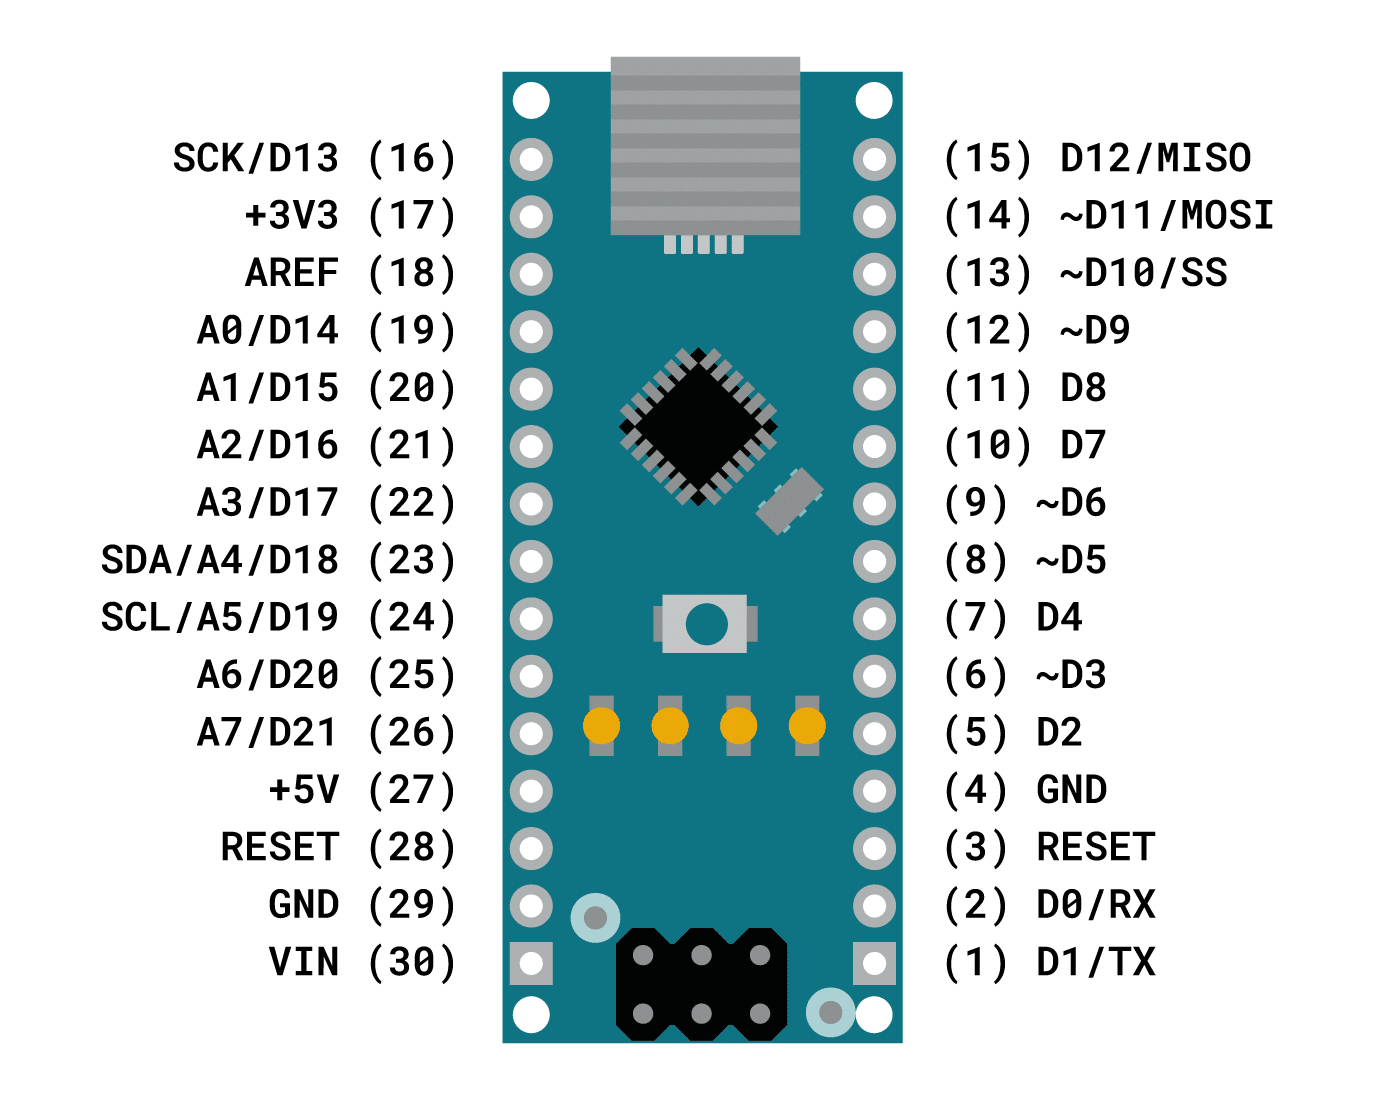 SCK/D13 (16)
+3V3 (17)
AREF (18)
A0/D14 (19)
A1/D15 (20)
A2/D16 (21)
A3/D17 (22)
SDA/A4/D18 (23)
SCL/A5/D19 (24)
A6/D20 (25)
A7/D21 (26)
+5V (27)
RESET (28)
GND (29)
VIN (30)
(15) D12/MISO
(14) ~D11/MOSI
(13) ~D10/SS
(12) ~D9
(11) D8
(10) D7
(9) ~D6
(8) ~D5
(7) D4
(6) ~D3
(5) D2
(4) GND
(3) RESET
(2) D0/RX
(1) D1/TX